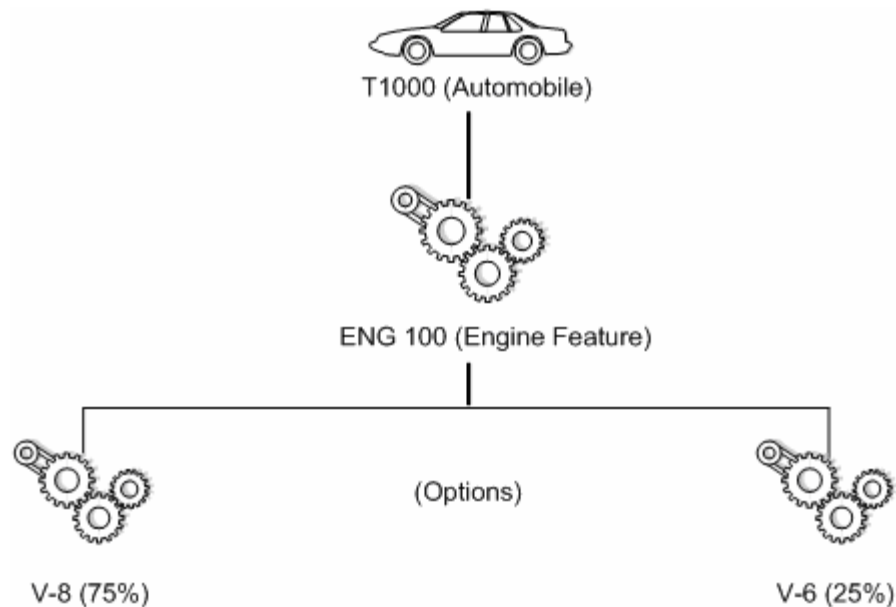 T1000 (Automobile)
ENG 100 (Engine Feature)
(Options)
V-8 (75%)
V-6 (25%)